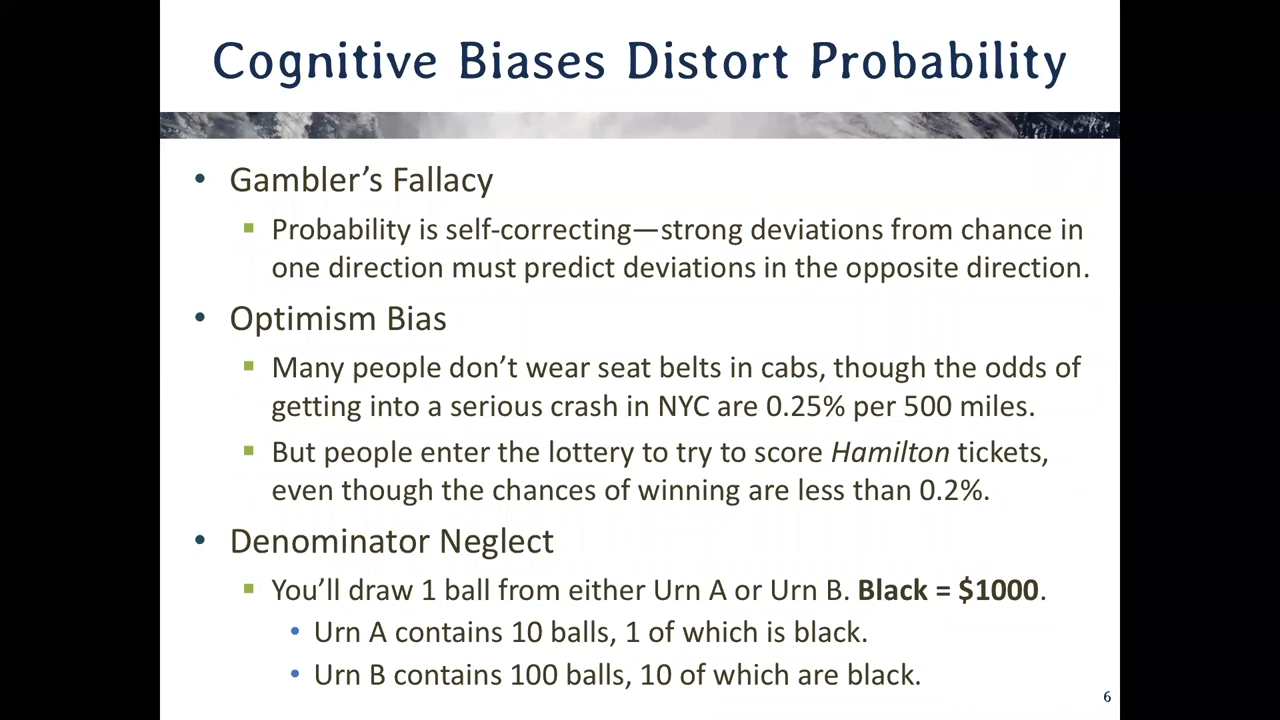 Cognitive Biases Distort Probability
• Gambler’s Fallacy
▪ Probability is self-correcting—strong deviations from chance in
one direction must predict deviations in the opposite direction.
• Optimism Bias
▪ Many people don’t wear seat belts in cabs, though the odds of
getting into a serious crash in NYC are 0.25% per 500 miles.
▪ But people enter the lottery to try to score Hamilton tickets,
even though the chances of winning are less than 0.2%.
• Denominator Neglect
▪ You’ll draw 1 ball from either Urn A or Urn B. Black = $1000.
• Urn A contains 10 balls, 1 of which is black.
• Urn B contains 100 balls, 10 of which are black.
6